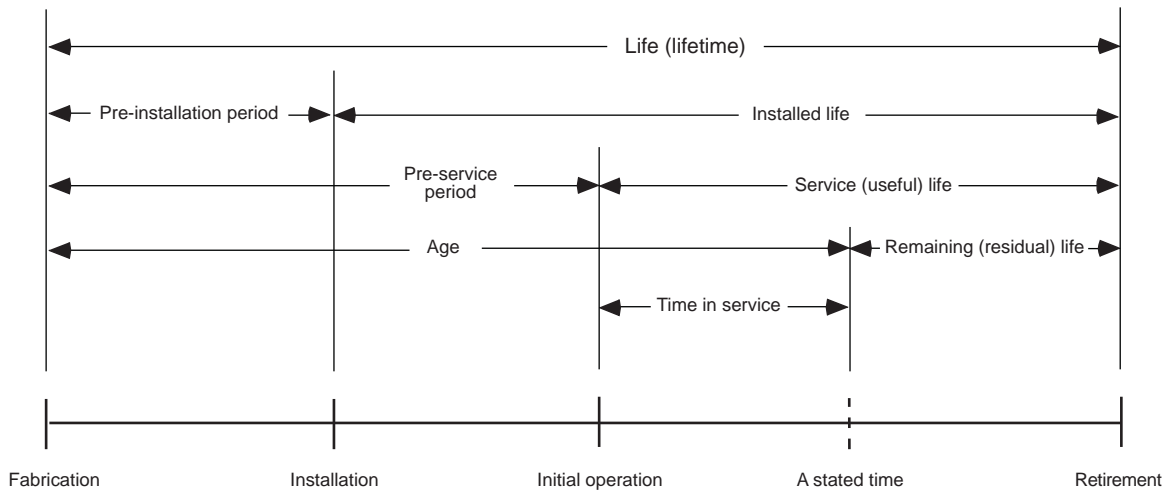 Life (lifetime)
Pre-installation period
Installed life
Pre-service
period
Service (useful) life
Age
Remaining (residual) life
Time in service
Fabrication
Installation
Initial operation
A stated time
Retirement